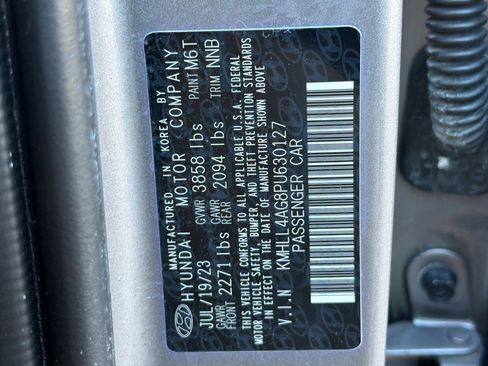 MANUFACTURED IN KOREA BY
HYUNDAI MOTOR COMPANY
JUL/19/23 GVWR 3858 lbs PAINT M6T
GAWR FRONT 2271lbs GAWR REAR 2094 lbs TRIM NNB
THIS VEHICLE CONFORMS TO ALL APPLICABLE U.S.A. FEDERAL
MOTOR VEHICLE SAFETY, BUMPER, AND THEFT PREVENTION STANDARDS
IN EFFECT ON THE DATE OF MANUFACTURE SHOWN ABOVE
V.I.N KMHLL4AG8PU630127
PASSENGER CAR